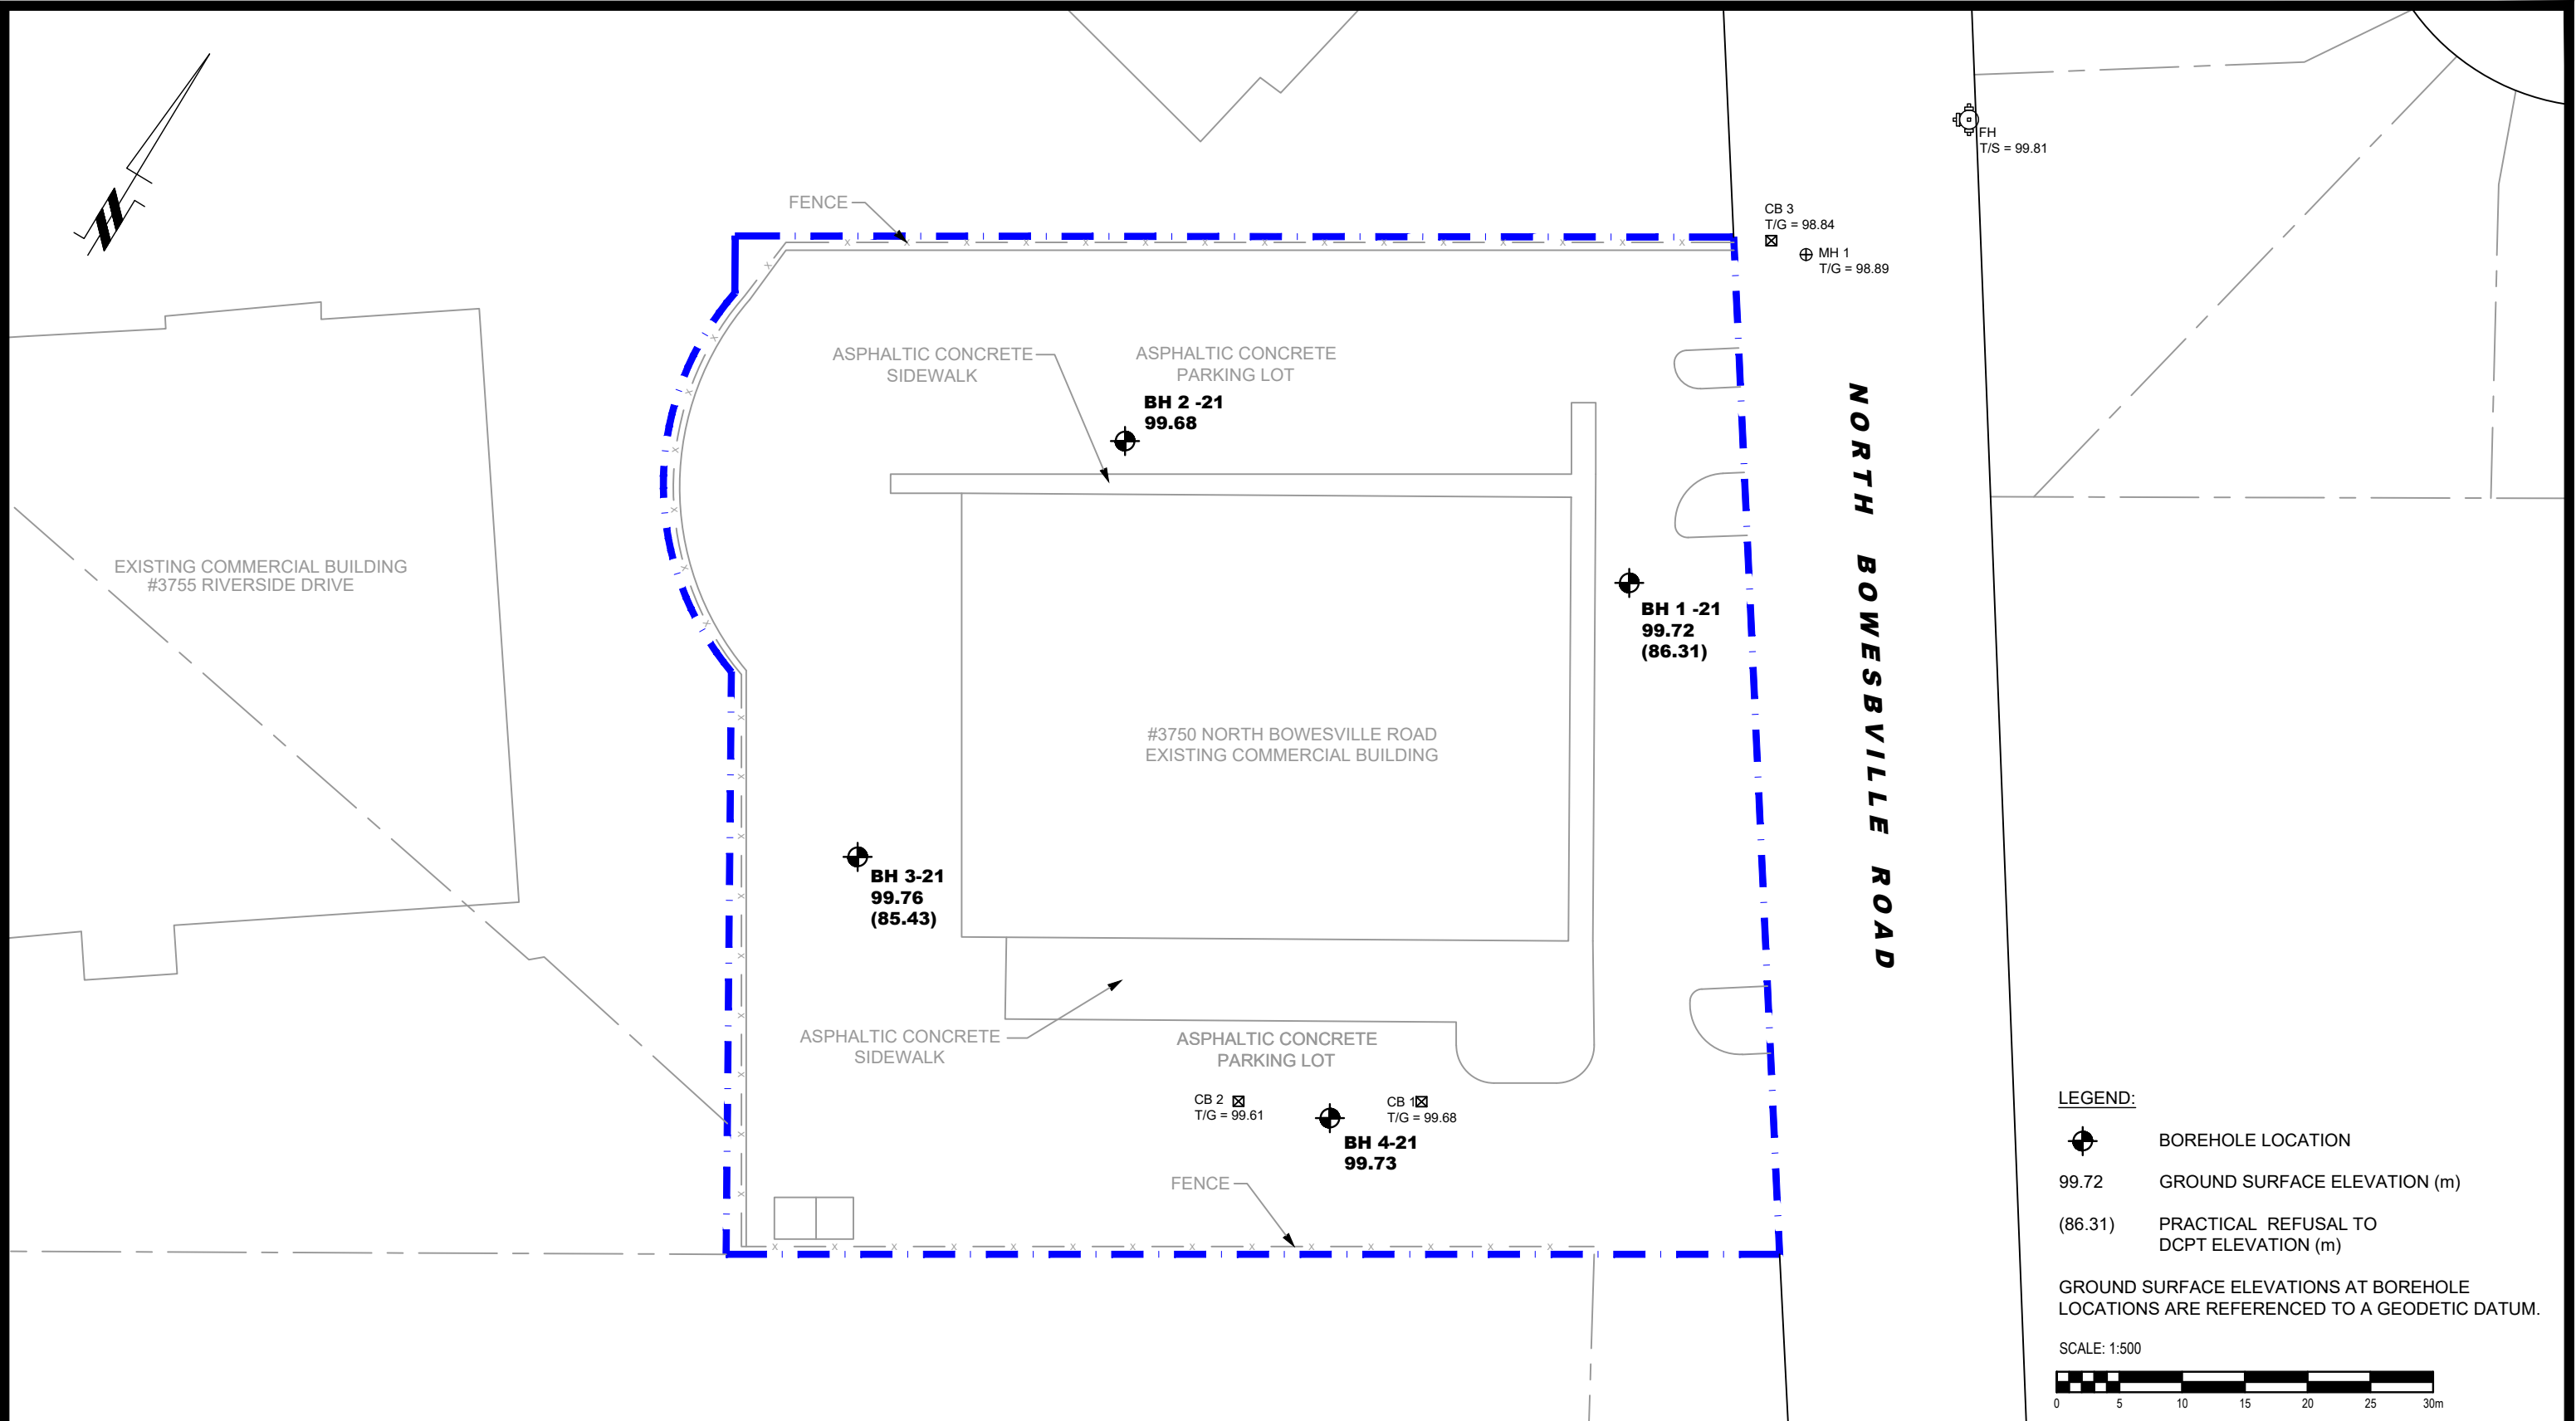 FH
T/S = 99.81
FENCE
CB 3
T/G = 98.84
MH 1
T/G = 98.89
ASPHALTIC CONCRETE
SIDEWALK
ASPHALTIC CONCRETE
PARKING LOT
BH 2 -21
99.68
NORTH BOWESVILLE ROAD
EXISTING COMMERCIAL BUILDING
#3755 RIVERSIDE DRIVE
BH 1 -21
99.72
(86.31)
#3750 NORTH BOWESVILLE ROAD
EXISTING COMMERCIAL BUILDING
BH 3-21
99.76
(85.43)
ASPHALTIC CONCRETE
SIDEWALK
ASPHALTIC CONCRETE
PARKING LOT
CB 2
T/G = 99.61
CB 1
T/G = 99.68
BH 4-21
99.73
FENCE
LEGEND:
BOREHOLE LOCATION
99.72 GROUND SURFACE ELEVATION (m)
(86.31) PRACTICAL REFUSAL TO
DCPT ELEVATION (m)
GROUND SURFACE ELEVATIONS AT BOREHOLE
LOCATIONS ARE REFERENCED TO A GEODETIC DATUM.
SCALE: 1:500
0 5 10 15 20 25 30m